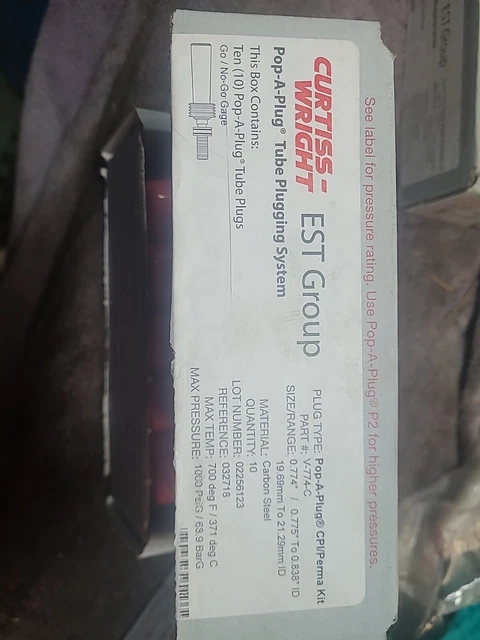 See label for pressure rating. Use Pop-A-Plug® P2 for higher pressures.
CURTISS-
WRIGHT EST Group
Pop-A-Plug® Tube Plugging System
This Box Contains:
Ten (10) Pop-A-Plug® Tube Plugs
Go / No-Go Gage
PLUG TYPE: Pop-A-Plug® CPI/Perma Kit
PART #: V-774-C
SIZE/RANGE: 0.774" / 0.775" To 0.838" ID
19.69mm To 21.29mm ID
MATERIAL: Carbon Steel
QUANTITY: 10
LOT NUMBER: 02256123
REFERENCE: 032718
MAX TEMP: 700 deg F / 371 deg C
MAX PRESSURE: 1000 PsiG / 63.9 BarG
EST Group